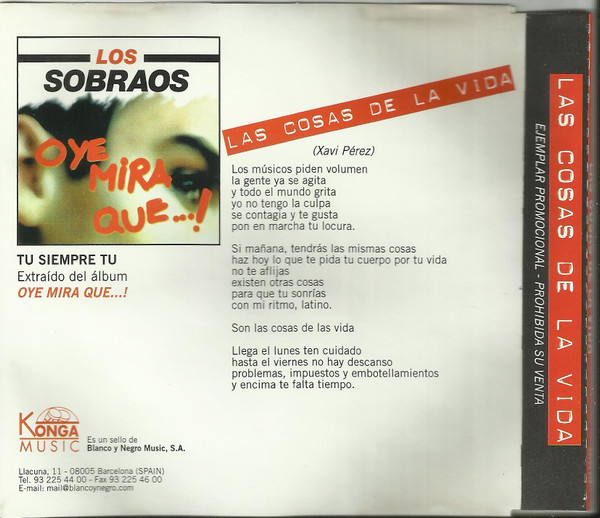 LOS
SOBRAOS
OYE
MIRA
QUE...!
TU SIEMPRE TU
Extraído del álbum
OYE MIRA QUE...!
LAS COSAS DE LA VIDA
(Xavi Pérez)
Los músicos piden volumen
la gente ya se agita
y todo el mundo grita
yo no tengo la culpa
se contagia y te gusta
pon en marcha tu locura.
Si mañana, tendrás las mismas cosas
haz hoy lo que te pida tu cuerpo por tu vida
no te aflijas
existen otras cosas
para que tu sonrías
con mi ritmo, latino.
Son las cosas de las vida
Llega el lunes ten cuidado
hasta el viernes no hay descanso
problemas, impuestos y embotellamientos
y encima te falta tiempo.
KONGA
MUSIC
Es un sello de
Blanco y Negro Music, S.A.
Llacuna, 11 - 08005 Barcelona (SPAIN)
Tel. 93 225 44 00 - Fax 93 225 46 00
E-mail: mail@blancoynegro.com
LAS COSAS DE LA VIDA
EJEMPLAR PROMOCIONAL - PROHIBIDA SU VENTA